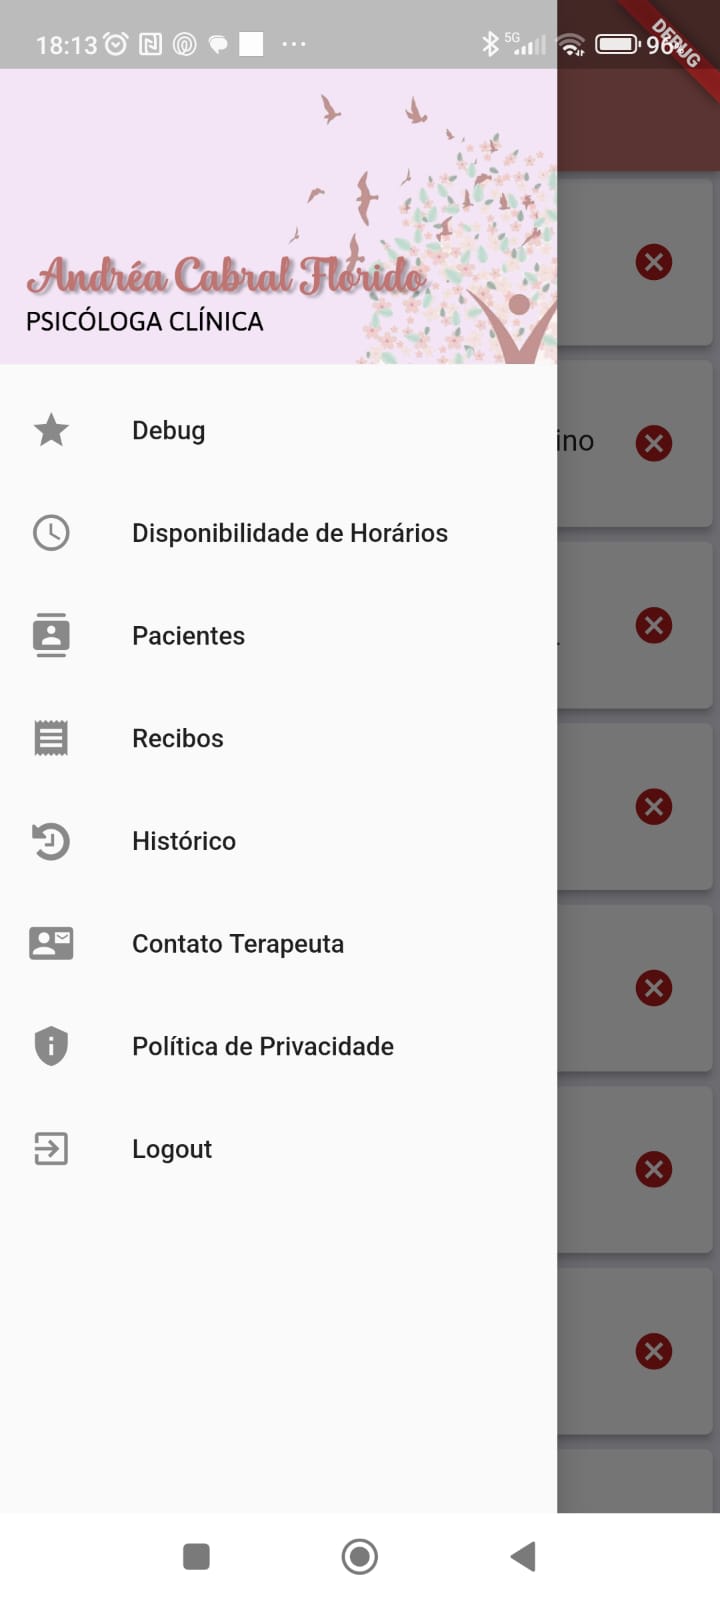 18:13
5G
96%
DEBUG
Andréa Cabral Flórido
PSICÓLOGA CLÍNICA
Debug
ino
Disponibilidade de Horários
Pacientes
Recibos
Histórico
Contato Terapeuta
Política de Privacidade
Logout